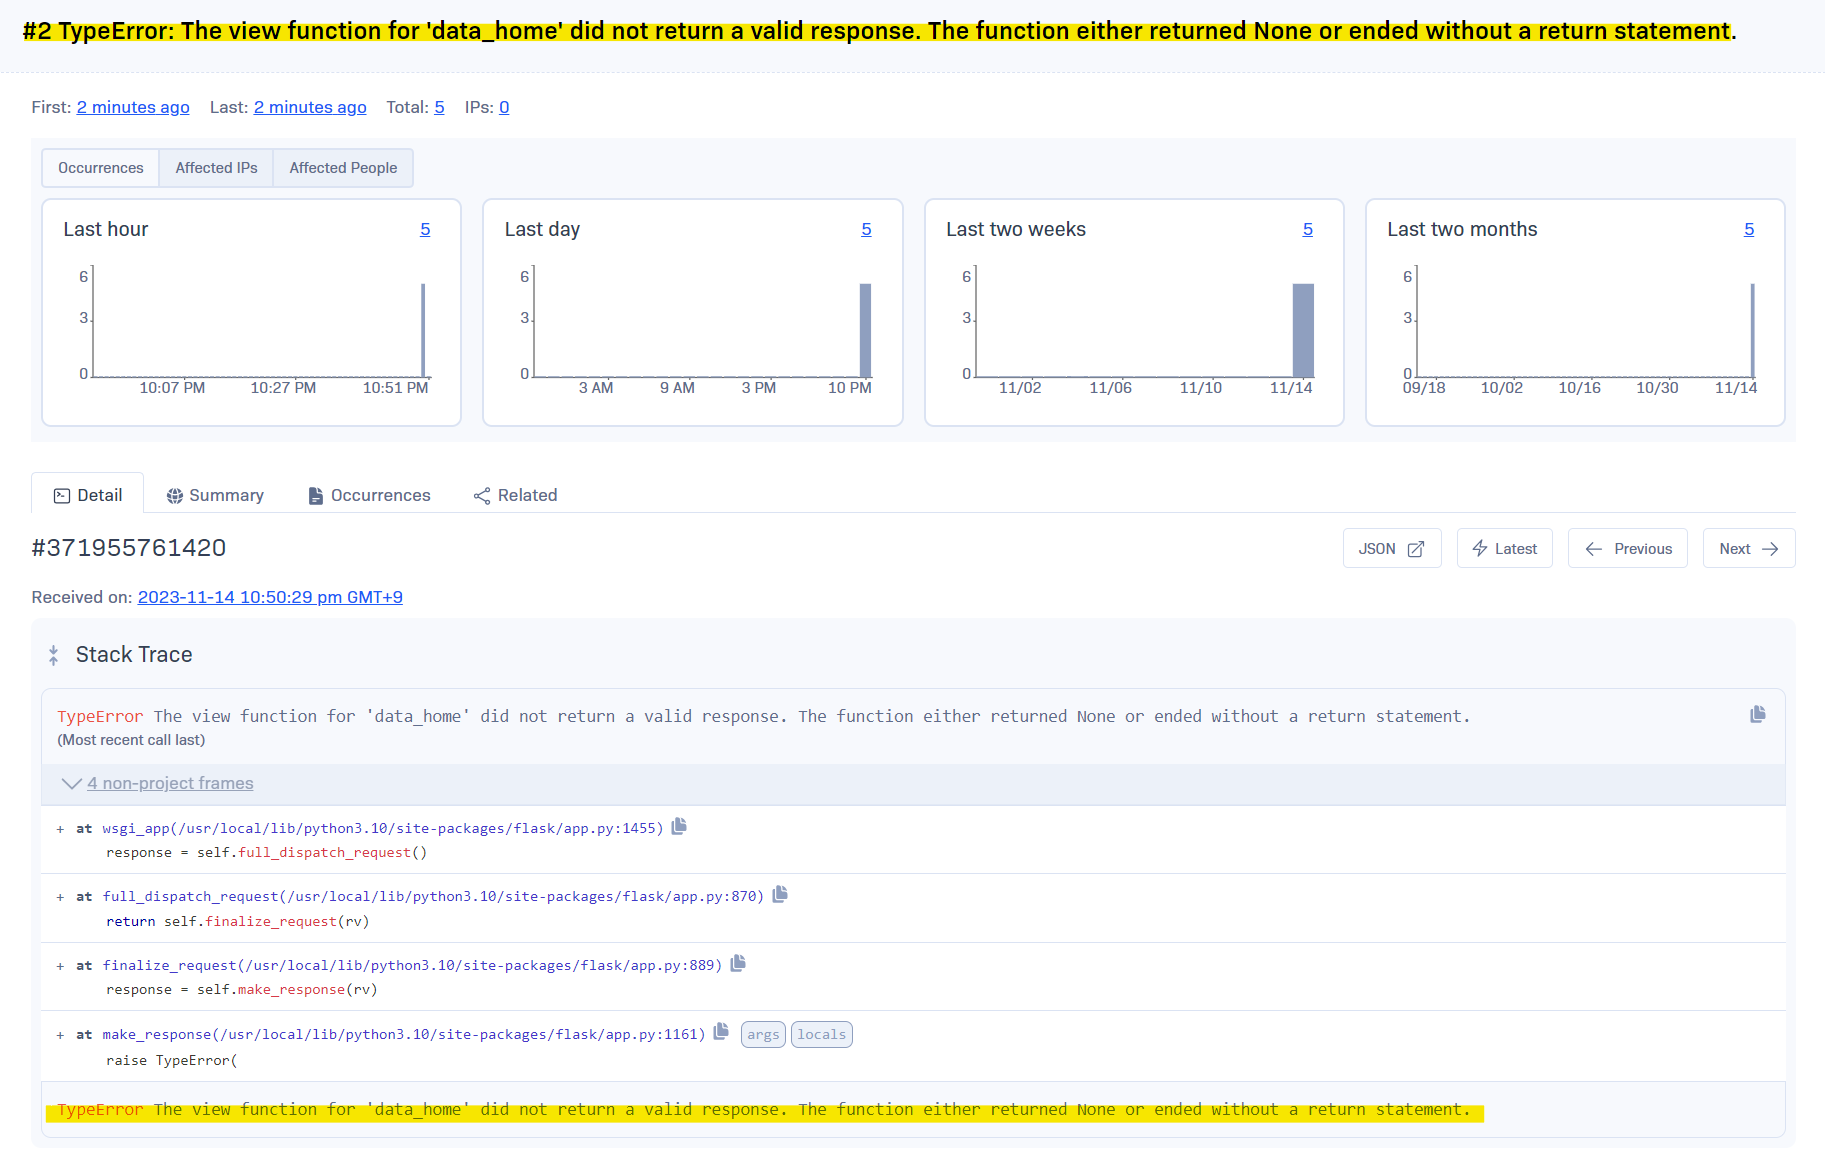 #2 TypeError: The view function for 'data_home' did not return a valid response. The function either returned None or ended without a return statement.
First: 2 minutes ago Last: 2 minutes ago Total: 5 IPs: 0
Occurrences Affected IPs Affected People
Last hour 5
6
3
0
10:07 PM 10:27 PM 10:51 PM
Last day 5
6
3
0
3 AM 9 AM 3 PM 10 PM
Last two weeks 5
6
3
0
11/02 11/06 11/10 11/14
Last two months 5
6
3
0
09/18 10/02 10/16 10/30 11/14
Detail Summary Occurrences Related
#371955761420
JSON Latest Previous Next
Received on: 2023-11-14 10:50:29 pm GMT+9
Stack Trace
TypeError The view function for 'data_home' did not return a valid response. The function either returned None or ended without a return statement.
(Most recent call last)
4 non-project frames
+ at wsgi_app(/usr/local/lib/python3.10/site-packages/flask/app.py:1455)
response = self.full_dispatch_request()
+ at full_dispatch_request(/usr/local/lib/python3.10/site-packages/flask/app.py:870)
return self.finalize_request(rv)
+ at finalize_request(/usr/local/lib/python3.10/site-packages/flask/app.py:889)
response = self.make_response(rv)
+ at make_response(/usr/local/lib/python3.10/site-packages/flask/app.py:1161) args locals
raise TypeError(
TypeError The view function for 'data_home' did not return a valid response. The function either returned None or ended without a return statement.